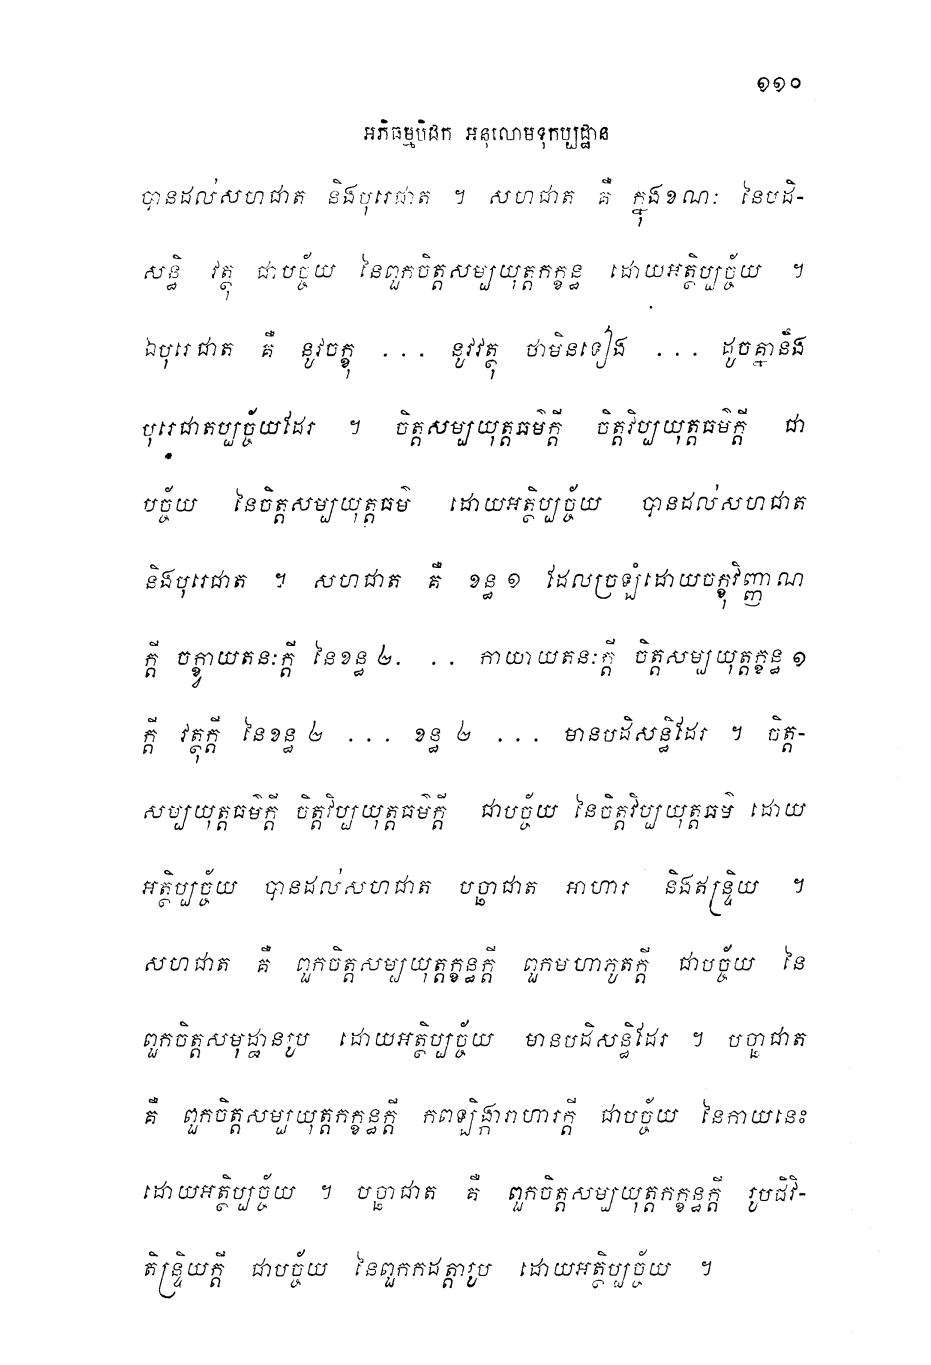 ១១០
អភិធម្មបិដក អនុលោមទុកប្បដ្ឋាន
បានដល់សហជាត និងបុរេជាត ។ សហជាត គឺ ក្នុងខណៈ នៃបដិ-
សន្ធិ វត្ថុ ជាបច្ច័យ នៃពួកចិត្តសម្បយុត្តកក្ខន្ធ ដោយអត្ថិប្បច្ច័យ ។
ឯបុរេជាត គឺ នូវចក្ខុ ... នូវវត្ថុ ថាមិនទៀង ... ដូចគ្នានឹង
បុរេជាតប្បច្ច័យដែរ ។ ចិត្តសម្បយុត្តធម៌ក្តី ចិត្តវិប្បយុត្តធម៌ក្តី ជា
បច្ច័យ នៃចិត្តសម្បយុត្តធម៌ ដោយអត្ថិប្បច្ច័យ បានដល់សហជាត
និងបុរេជាត ។ សហជាត គឺ ខន្ធ ១ ដែលច្រឡំដោយចក្ខុវិញ្ញាណ
ក្តី ចក្ខ្វាយតនៈក្តី នៃខន្ធ ២. .. កាយាយតនៈក្តី ចិត្តសម្បយុត្តក្ខន្ធ ១
ក្តី វត្ថុក្តី នៃខន្ធ ២ ... ខន្ធ ២ ... មានបដិសន្ធិដែរ ។ ចិត្ត-
សម្បយុត្តធម៌ក្តី ចិត្តវិប្បយុត្តធម៌ក្តី ជាបច្ច័យ នៃចិត្តវិប្បយុត្តធម៌ ដោយ
អត្ថិប្បច្ច័យ បានដល់សហជាត បច្ឆាជាត អាហារ និងឥន្ទ្រិយ ។
សហជាត គឺ ពួកចិត្តសម្បយុត្តក្ខន្ធក្តី ពួកមហាភូតក្តី ជាបច្ច័យ នៃ
ពួកចិត្តសមុដ្ឋានរូប ដោយអត្ថិប្បច្ច័យ មានបដិសន្ធិដែរ ។ បច្ឆាជាត
គឺ ពួកចិត្តសម្បយុត្តកក្ខន្ធក្តី កពឡិង្ការាហារក្តី ជាបច្ច័យ នៃកាយនេះ
ដោយអត្ថិប្បច្ច័យ ។ បច្ឆាជាត គឺ ពួកចិត្តសម្បយុត្តកក្ខន្ធក្តី រូបជីវិ-
តិន្ទ្រិយក្តី ជាបច្ច័យ នៃពួកកដត្តារូប ដោយអត្ថិប្បច្ច័យ ។